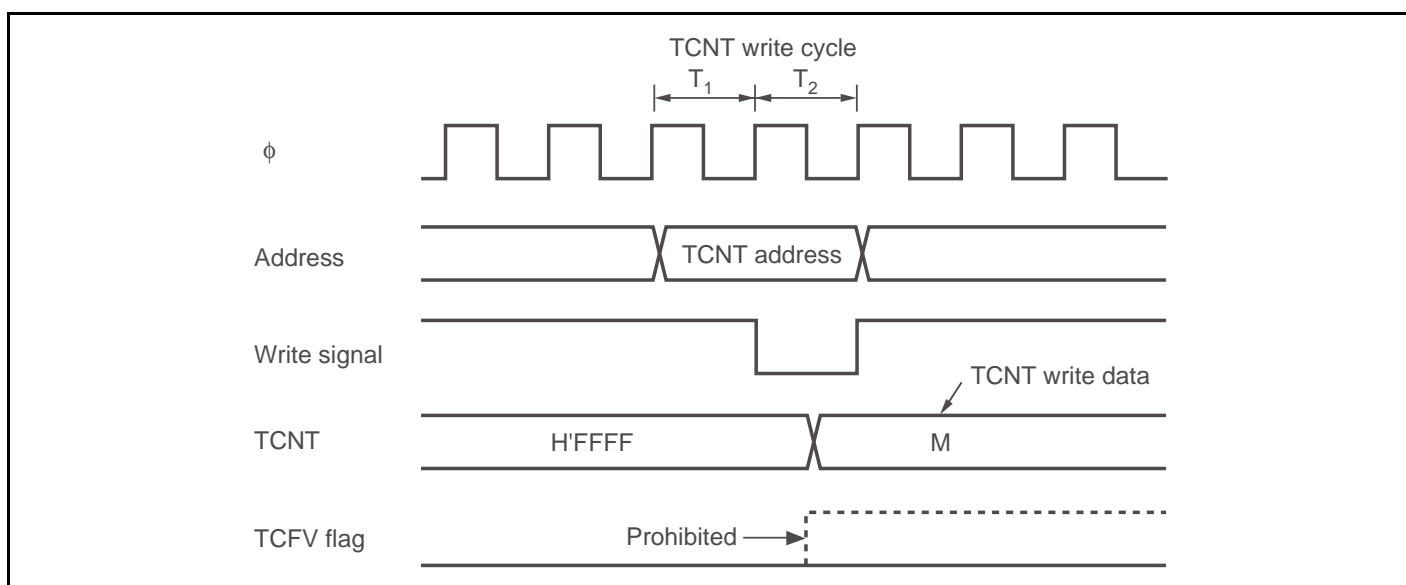 TCNT write cycle
T1 T2
ϕ
Address
TCNT address
Write signal
TCNT write data
TCNT
H'FFFF
M
TCFV flag
Prohibited